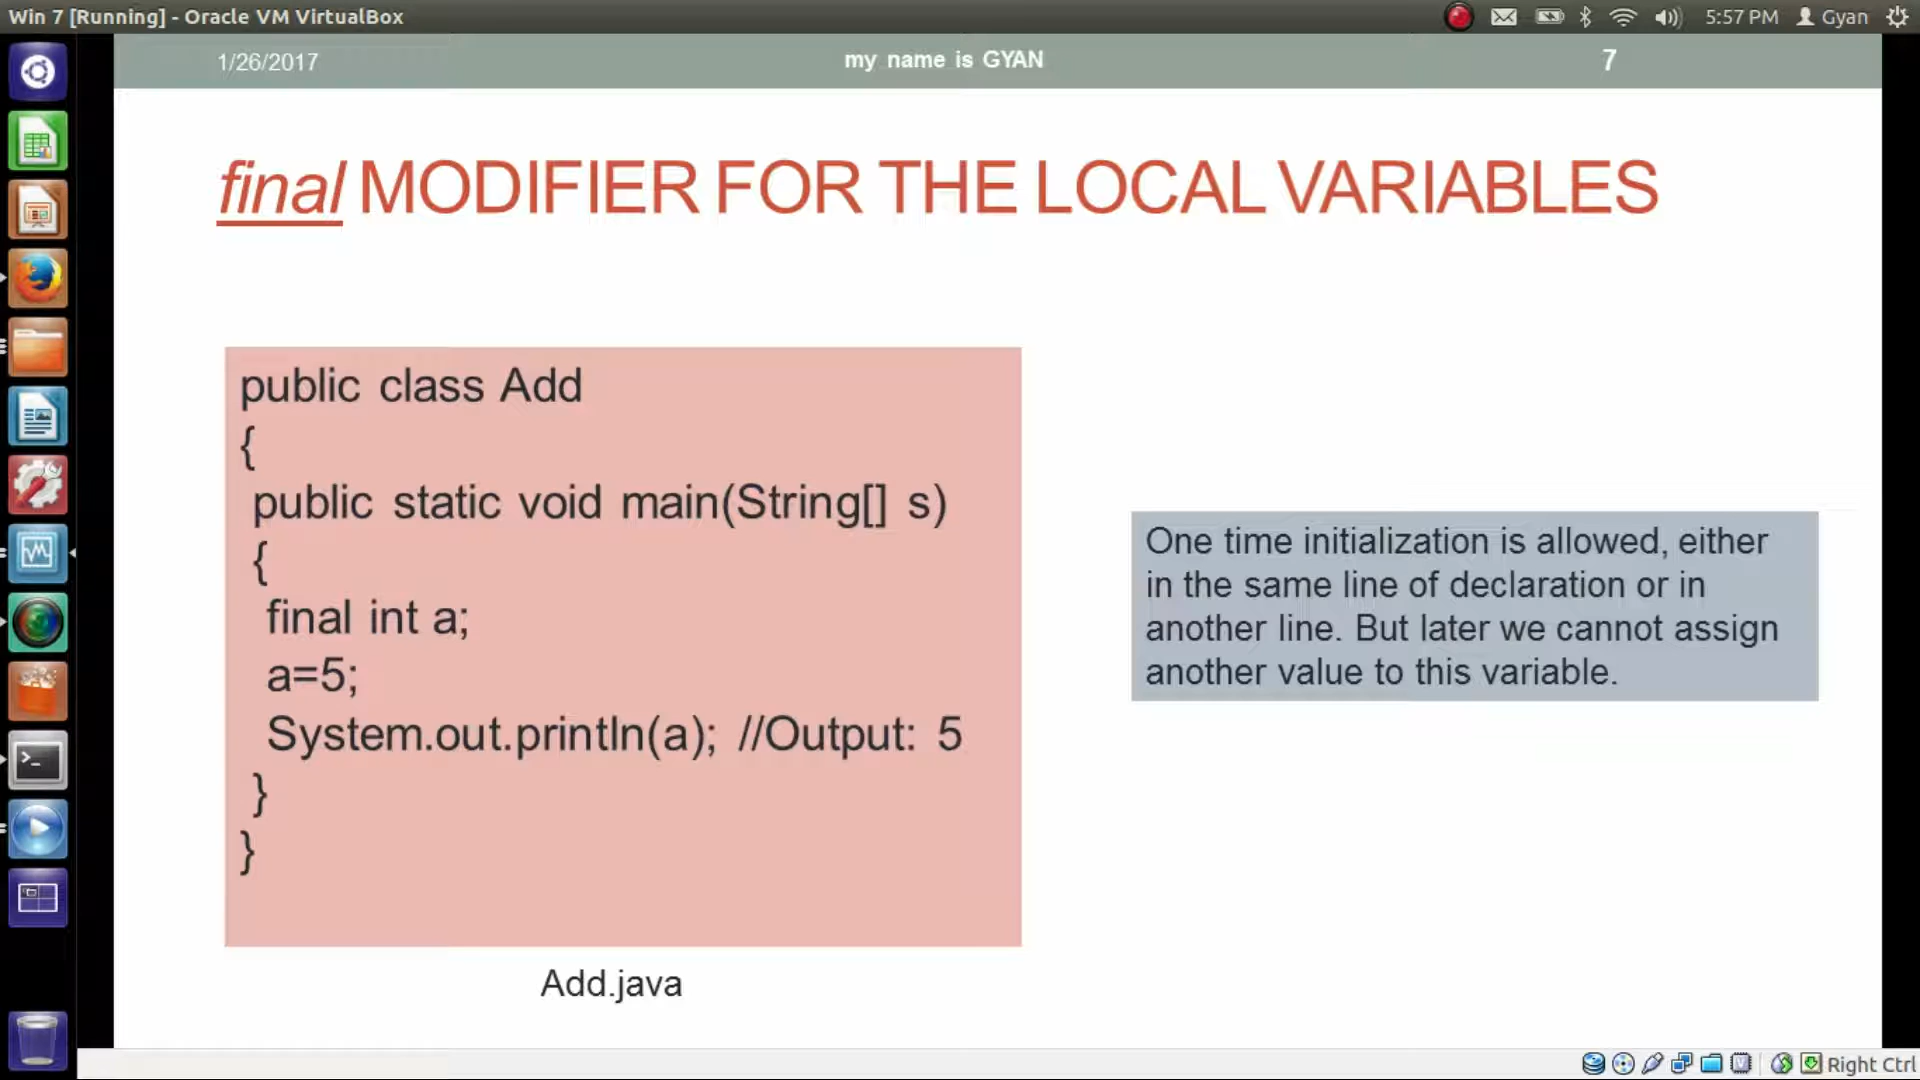 Win 7 [Running] - Oracle VM VirtualBox
5:57 PM Gyan
1/26/2017 my name is GYAN 7
final MODIFIER FOR THE LOCAL VARIABLES
public class Add
{
public static void main(String[] s)
{
final int a;
a=5;
System.out.println(a); //Output: 5
}
}
One time initialization is allowed, either
in the same line of declaration or in
another line. But later we cannot assign
another value to this variable.
Add.java
Right Ctrl